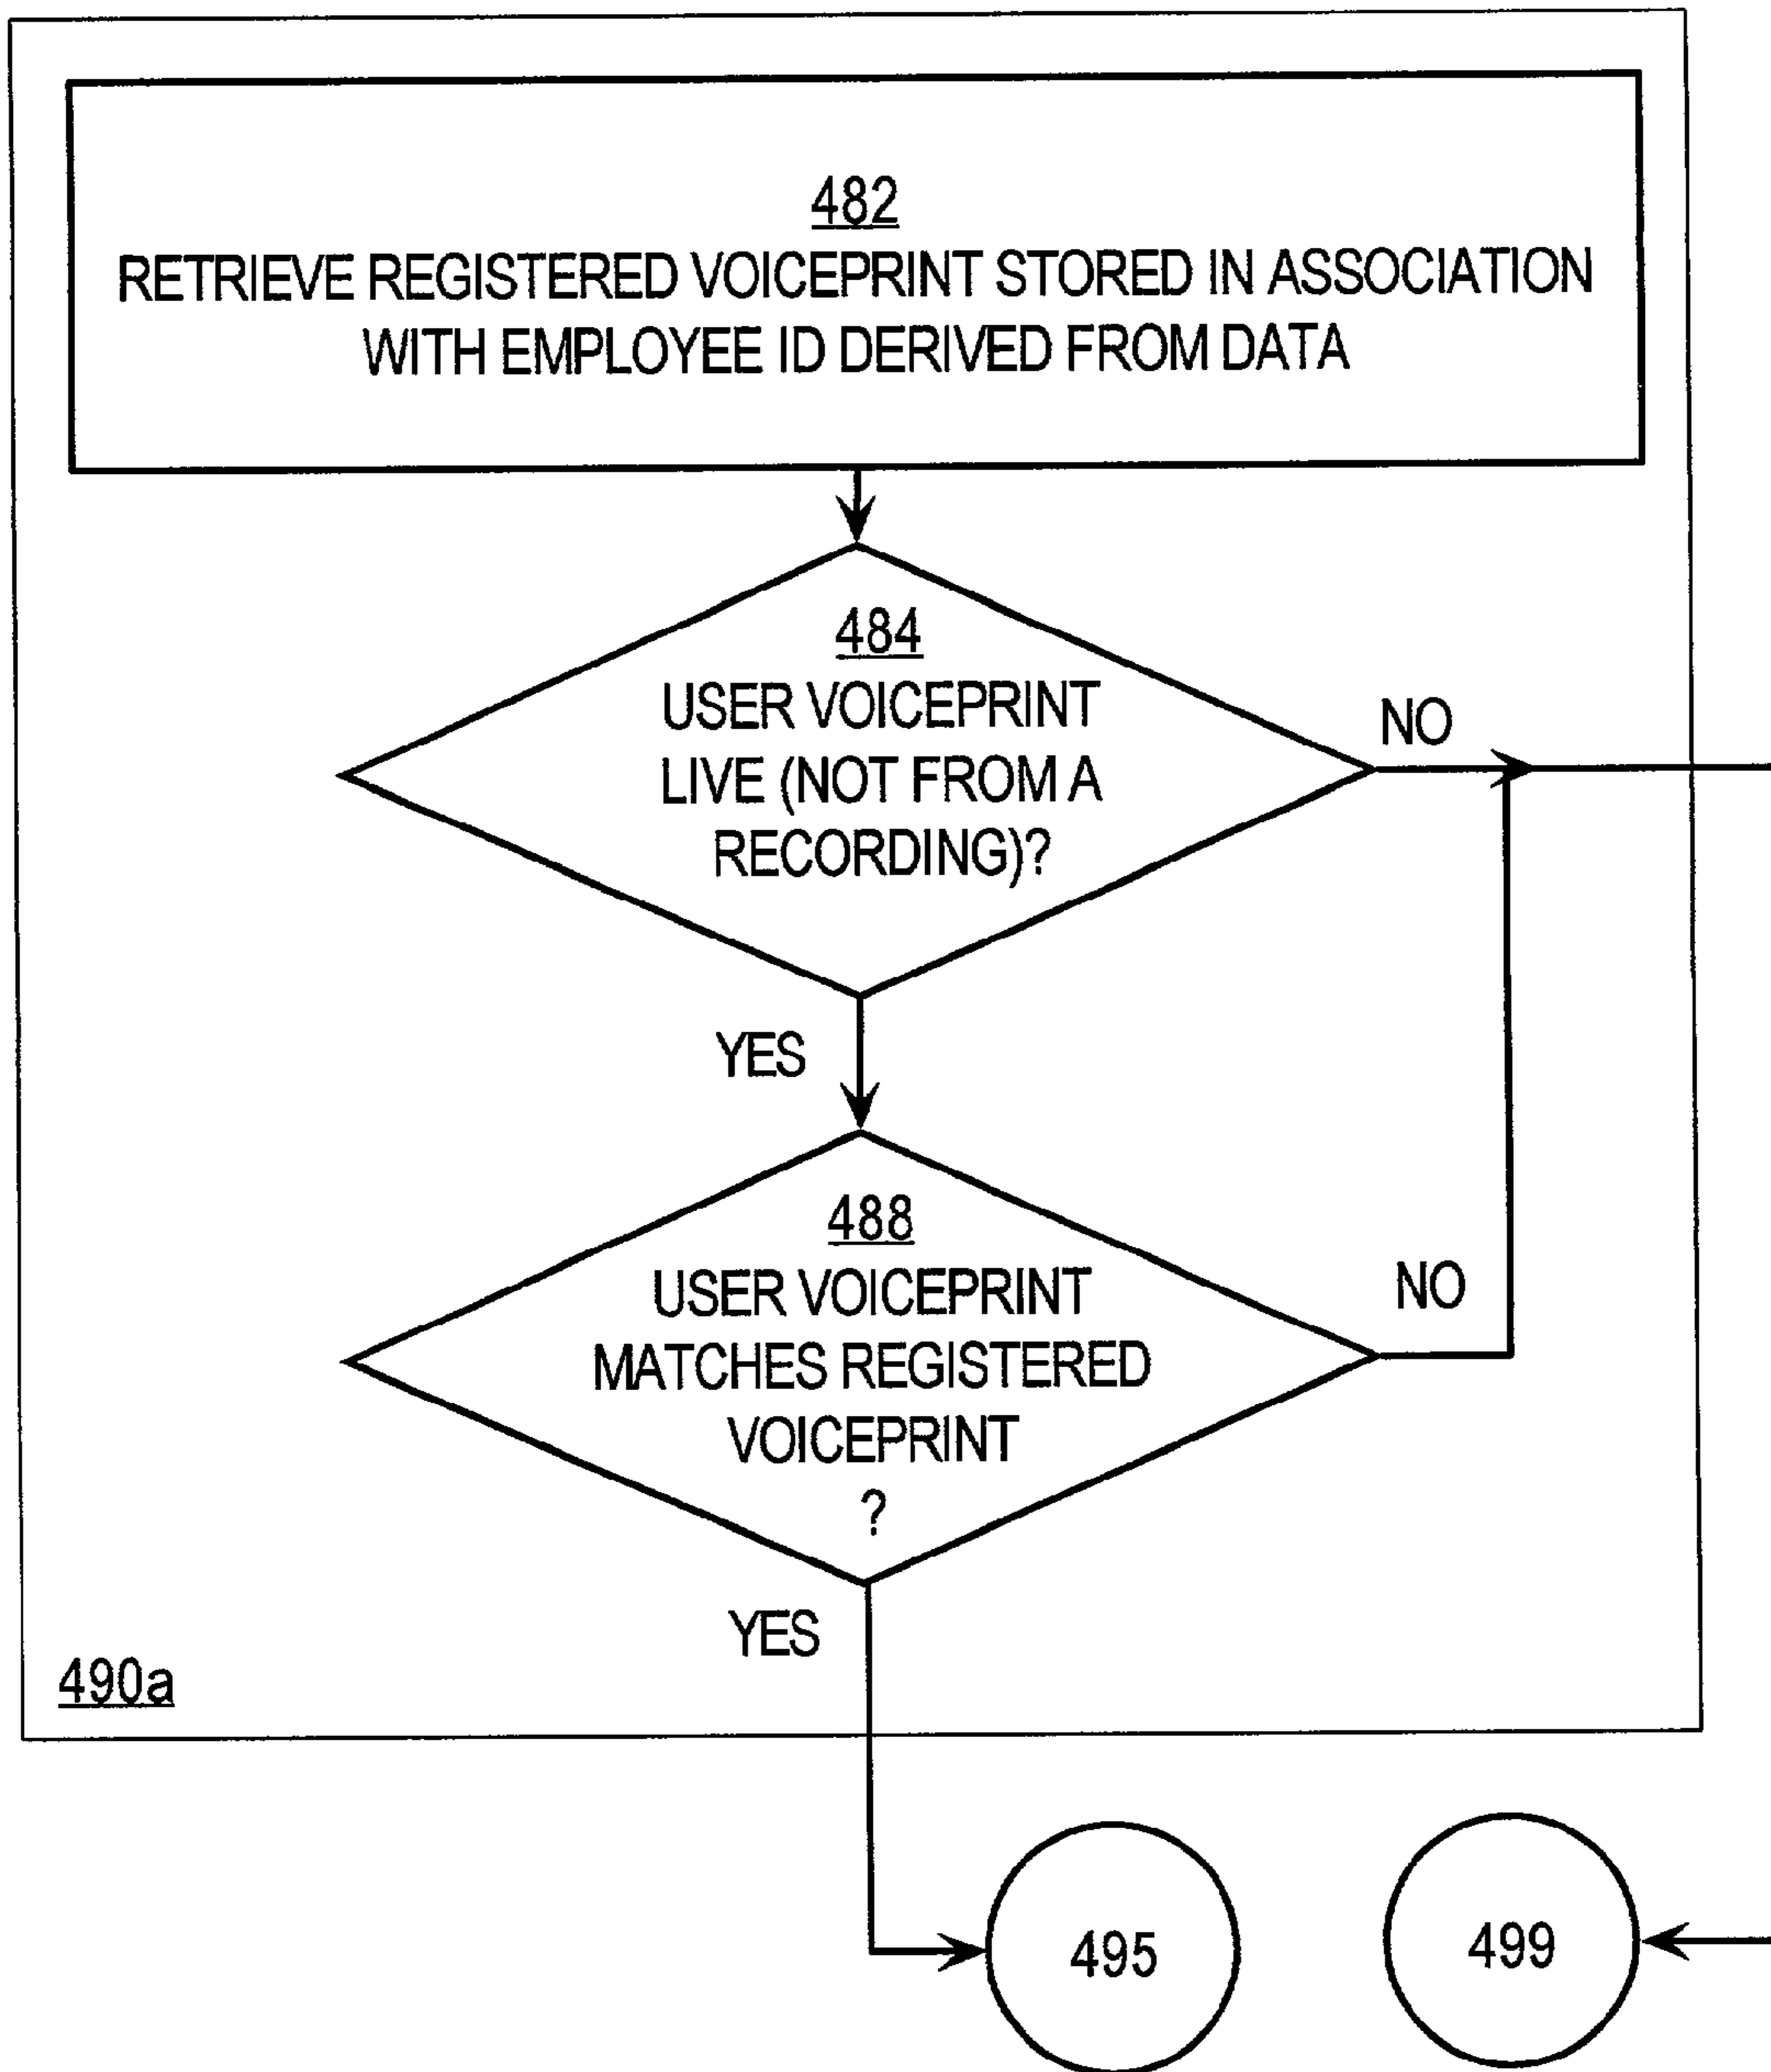 482
RETRIEVE REGISTERED VOICEPRINT STORED IN ASSOCIATION
WITH EMPLOYEE ID DERIVED FROM DATA
484
USER VOICEPRINT
LIVE (NOT FROM A
RECORDING)?
NO
YES
488
USER VOICEPRINT
MATCHES REGISTERED
VOICEPRINT
?
NO
YES
490a
495
499